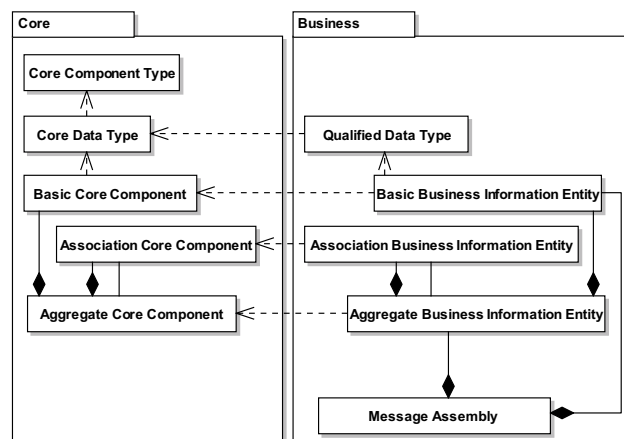 Core
Business
Core Component Type
Core Data Type
Qualified Data Type
Basic Core Component
Basic Business Information Entity
Association Core Component
Association Business Information Entity
Aggregate Core Component
Aggregate Business Information Entity
Message Assembly